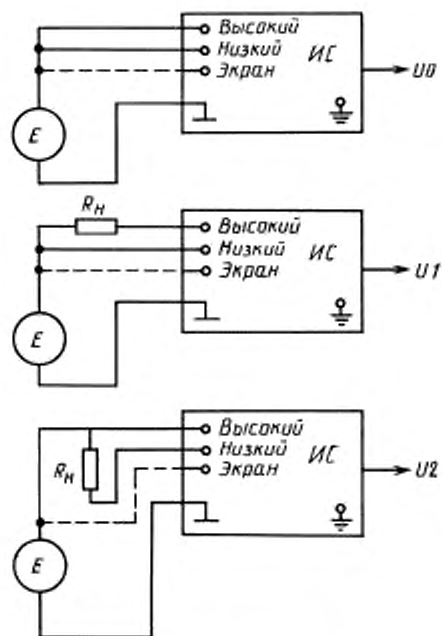 Высокий
Низкий
Экран
ИС
U0
E
Rн
Высокий
Низкий
Экран
ИС
U1
E
Высокий
Низкий
Экран
ИС
Rн
U2
E